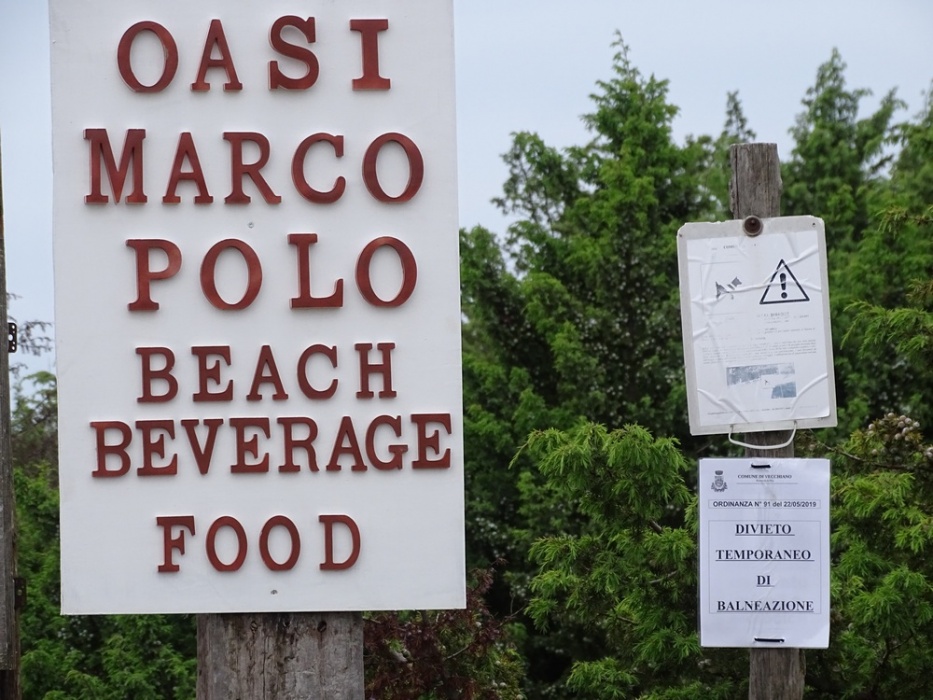 OASI
MARCO
POLO
BEACH
BEVERAGE
FOOD
COMUNE DI VECCHIANO
ORDINANZA N° 91 del 22/05/2019
DIVIETO
TEMPORANEO
DI
BALNEAZIONE